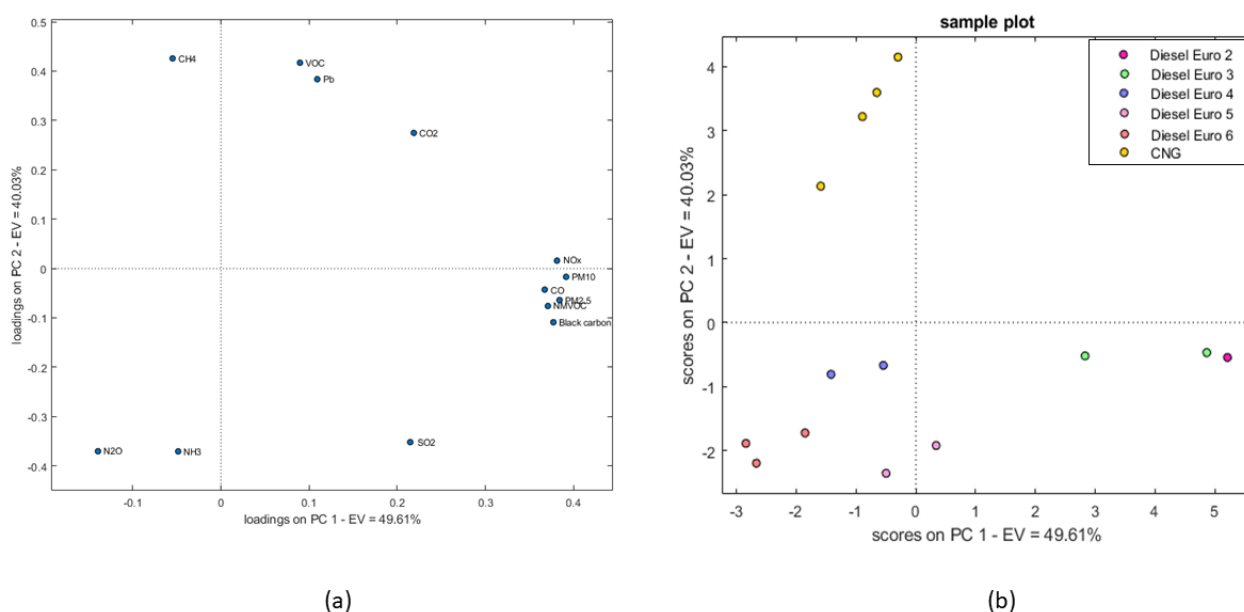 sample plot
0.5
0.4
0.3
0.2
0.1
0
-0.1
-0.2
-0.3
-0.4
loadings on PC 2 - EV = 40.03%
CH4
VOC
Pb
CO2
NOx
PM10
CO
PM2.5
NMVOC
Black carbon
SO2
N2O
NH3
-0.1
0
0.1
0.2
0.3
0.4
loadings on PC 1 - EV = 49.61%
(a)
4
3
2
1
0
-1
-2
scores on PC 2 - EV = 40.03%
Diesel Euro 2
Diesel Euro 3
Diesel Euro 4
Diesel Euro 5
Diesel Euro 6
CNG
-3
-2
-1
0
1
2
3
4
5
scores on PC 1 - EV = 49.61%
(b)